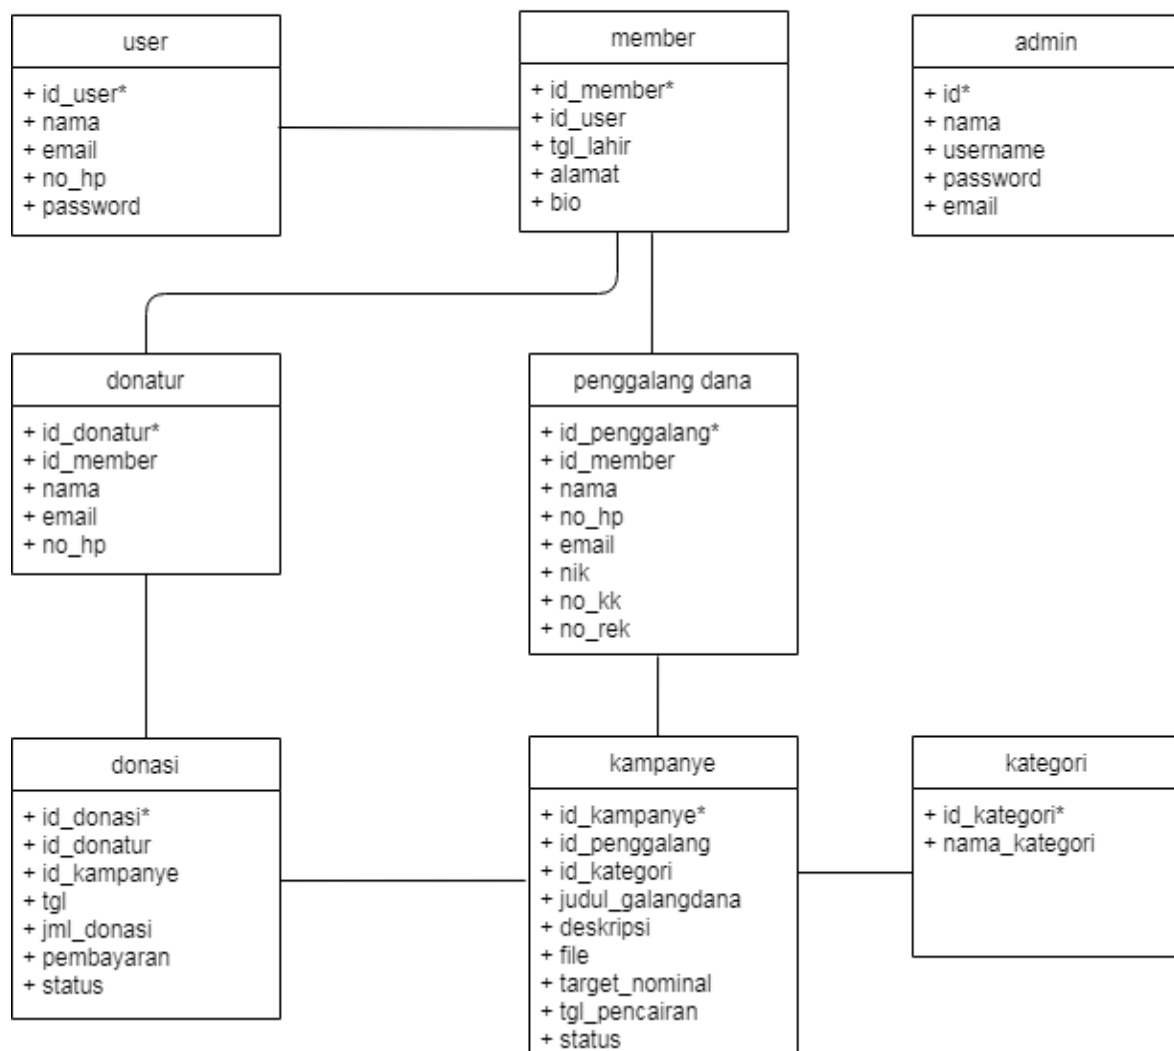 user
+ id_user*
+ nama
+ email
+ no_hp
+ password
member
+ id_member*
+ id_user
+ tgl_lahir
+ alamat
+ bio
admin
+ id*
+ nama
+ username
+ password
+ email
donatur
+ id_donatur*
+ id_member
+ nama
+ email
+ no_hp
penggalang dana
+ id_penggalang*
+ id_member
+ nama
+ no_hp
+ email
+ nik
+ no_kk
+ no_rek
donasi
+ id_donasi*
+ id_donatur
+ id_kampanye
+ tgl
+ jml_donasi
+ pembayaran
+ status
kampanye
+ id_kampanye*
+ id_penggalang
+ id_kategori
+ judul_galangdana
+ deskripsi
+ file
+ target_nominal
+ tgl_pencairan
+ status
kategori
+ id_kategori*
+ nama_kategori